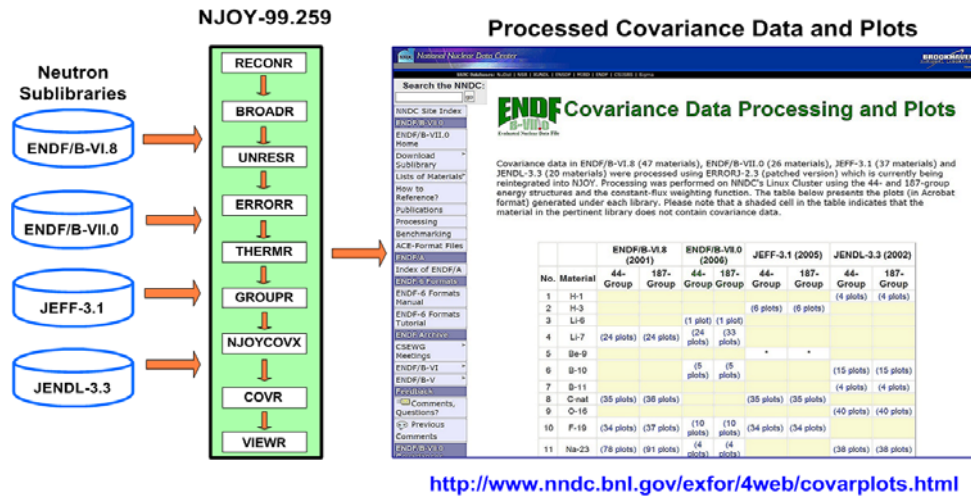 NJOY-99.259
Processed Covariance Data and Plots
Neutron
Sublibraries
ENDF/B-VI.8
ENDF/B-VII.0
JEFF-3.1
JENDL-3.3
RECONR
BROADR
UNRESR
ERRORR
THERMR
GROUPR
NJOYCOVX
COVR
VIEWR
National Nuclear Data Center
BROOKHAVEN
Search the NNDC:
NNDC Site Index
ENDF/B-VII.0
ENDF/B-VII.0
Home
Download
Sublibrary
Lists of Materials
How to
Reference?
Publications
Processing
Benchmarking
ACE-Format Files
ENDF/A
Index of ENDF/A
ENDF-6 Formats
ENDF-6 Formats
Manual
ENDF-6 Formats
Tutorial
ENDF Archive
CSEWG
Meetings
ENDF/B-VI
ENDF/B-V
Feedback
Comments,
Questions?
Previous
Comments
ENDF/B-VII.0
ENDF
B-VII.0
Evaluated Nuclear Data File
Covariance Data Processing and Plots
Covariance data in ENDF/B-VI.8 (47 materials), ENDF/B-VII.0 (26 materials), JEFF-3.1 (37 materials) and
JENDL-3.3 (20 materials) were processed using ERRORJ-2.3 (patched version) which is currently being
reintegrated into NJOY. Processing was performed on NNDC's Linux Cluster using the 44- and 187-group
energy structures and the constant-flux weighting function. The table below presents the plots (in Acrobat
format) generated under each library. Please note that a shaded cell in the table indicates that the
material in the pertinent library does not contain covariance data.
ENDF/B-VI.8 (2001) ENDF/B-VII.0 (2006) JEFF-3.1 (2005) JENDL-3.3 (2002)
No. Material 44-Group 187-Group 44-Group 187-Group 44-Group 187-Group 44-Group 187-Group
1 H-1 (4 plots) (4 plots)
2 H-3 (6 plots) (6 plots)
3 Li-6 (1 plot) (1 plot)
4 Li-7 (24 plots) (24 plots) (24 plots) (33 plots)
5 Be-9 * *
6 B-10 (5 plots) (5 plots) (15 plots) (15 plots)
7 B-11 (4 plots) (4 plots)
8 C-nat (35 plots) (38 plots) (35 plots) (35 plots)
9 O-16 (40 plots) (40 plots)
10 F-19 (34 plots) (37 plots) (10 plots) (10 plots) (34 plots) (34 plots)
11 Na-23 (78 plots) (91 plots) (4 plots) (4 plots) (38 plots) (38 plots)
http://www.nndc.bnl.gov/exfor/4web/covarplots.html